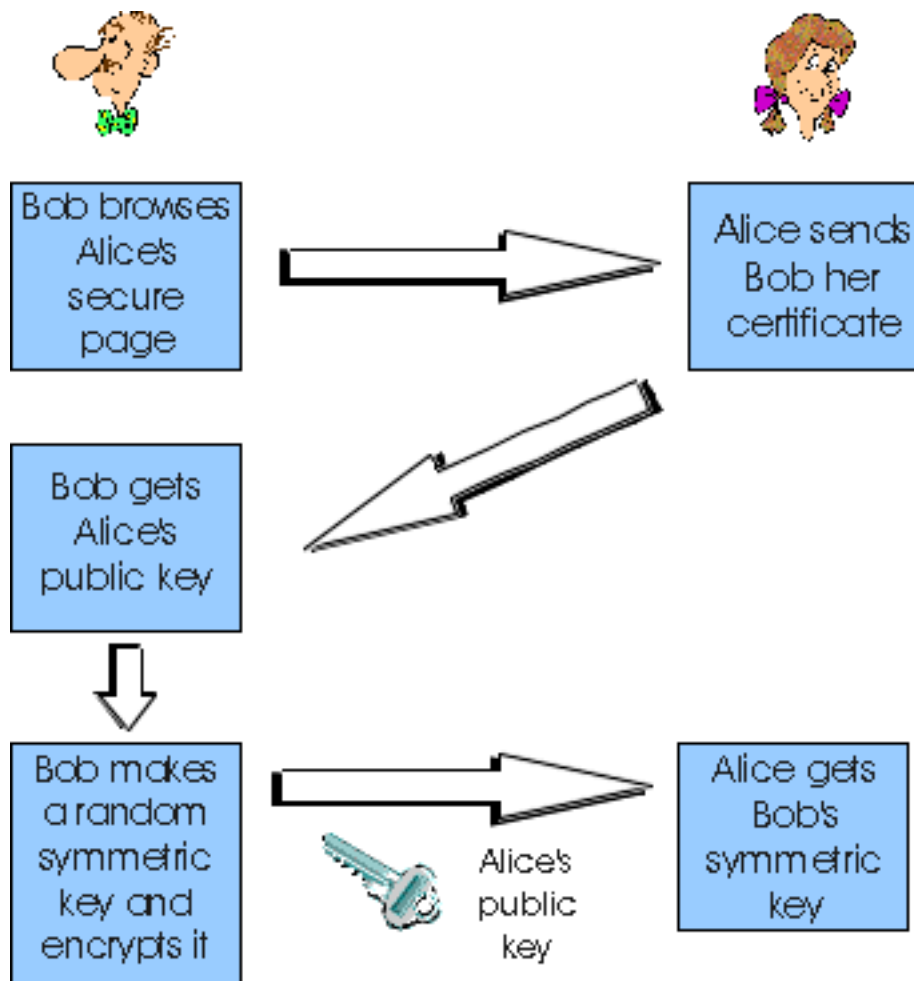 Bob browses
Alice's
secure
page
Alice sends
Bob her
certificate
Bob gets
Alice's
public key
Bob makes
a random
symmetric
key and
encrypts it
Alice's
public
key
Alice gets
Bob's
symmetric
key